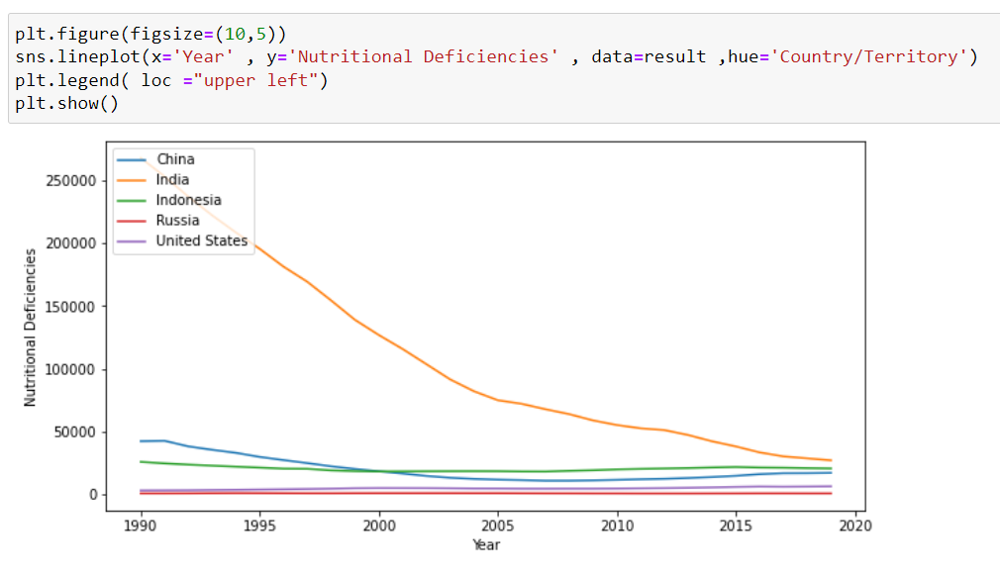 plt.figure(figsize=(10,5))
sns.lineplot(x='Year' , y='Nutritional Deficiencies' , data=result ,hue='Country/Territory')
plt.legend( loc ="upper left")
plt.show()
China
India
Indonesia
Russia
United States
250000
200000
150000
100000
50000
0
Nutritional Deficiencies
1990 1995 2000 2005 2010 2015 2020
Year